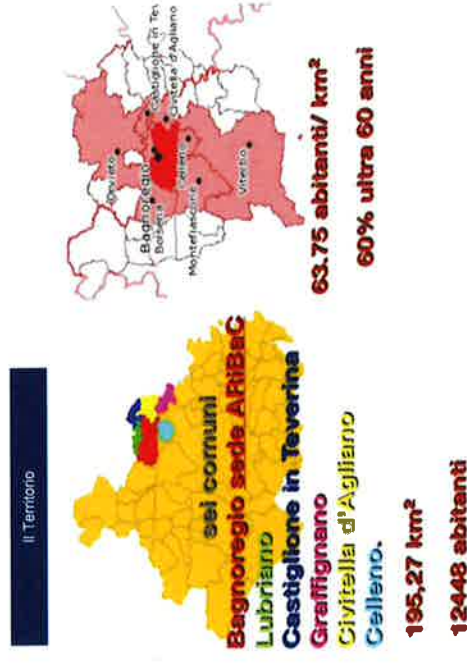 Il Territorio
sei comuni
Bagnoregio sede ARiBaC
Lubriano
Castiglione in Teverina
Graffignano
Civitella d'Agliano
Celleno.
195,27 km²
12448 abitanti
Orvieto
Castiglione in Tev
Bagnoregio
Civitella d'Agliano
Bolsena
Celleno
Montefiascone
Viterbo
63.75 abitanti/ km²
60% ultra 60 anni